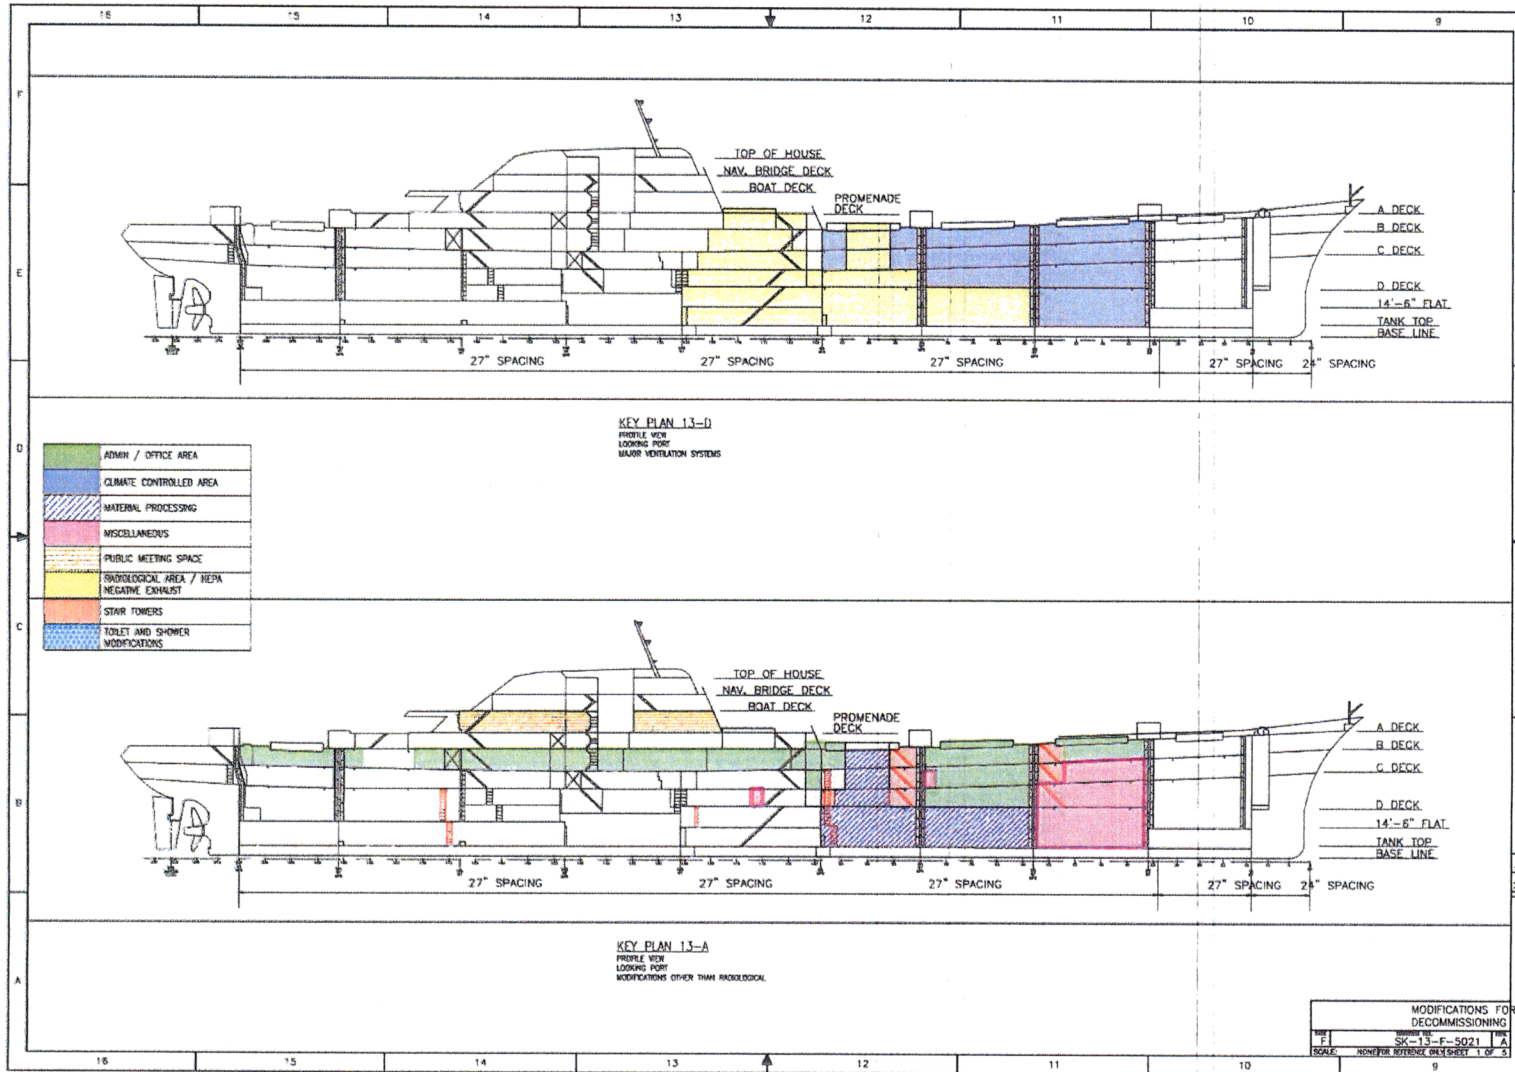 16 15 14 13 12 11 10 9
F
TOP OF HOUSE
NAV. BRIDGE DECK
BOAT DECK
PROMENADE
DECK
A DECK
B DECK
C DECK
E
D DECK
14'-6" FLAT
TANK TOP
BASE LINE
27" SPACING 27" SPACING 27" SPACING 27" SPACING 24" SPACING
KEY PLAN 13-D
PROFILE VIEW
LOOKING PORT
MAJOR VENTILATION SYSTEMS
D
ADMIN / OFFICE AREA
CLIMATE CONTROLLED AREA
MATERIAL PROCESSING
MISCELLANEOUS
PUBLIC MEETING SPACE
RADIOLOGICAL AREA / HEPA
NEGATIVE EXHAUST
STAIR TOWERS
TOILET AND SHOWER
MODIFICATIONS
C
TOP OF HOUSE
NAV. BRIDGE DECK
BOAT DECK
PROMENADE
DECK
A DECK
B DECK
C DECK
B
D DECK
14'-6" FLAT
TANK TOP
BASE LINE
27" SPACING 27" SPACING 27" SPACING 27" SPACING 24" SPACING
KEY PLAN 13-A
PROFILE VIEW
LOOKING PORT
MODIFICATIONS OTHER THAN RADIOLOGICAL
A
MODIFICATIONS FOR
DECOMMISSIONING
F SK-13-F-5021 A
SCALE: NONE FOR REFERENCE ONLY SHEET 1 OF 5
16 15 14 13 12 11 10 9